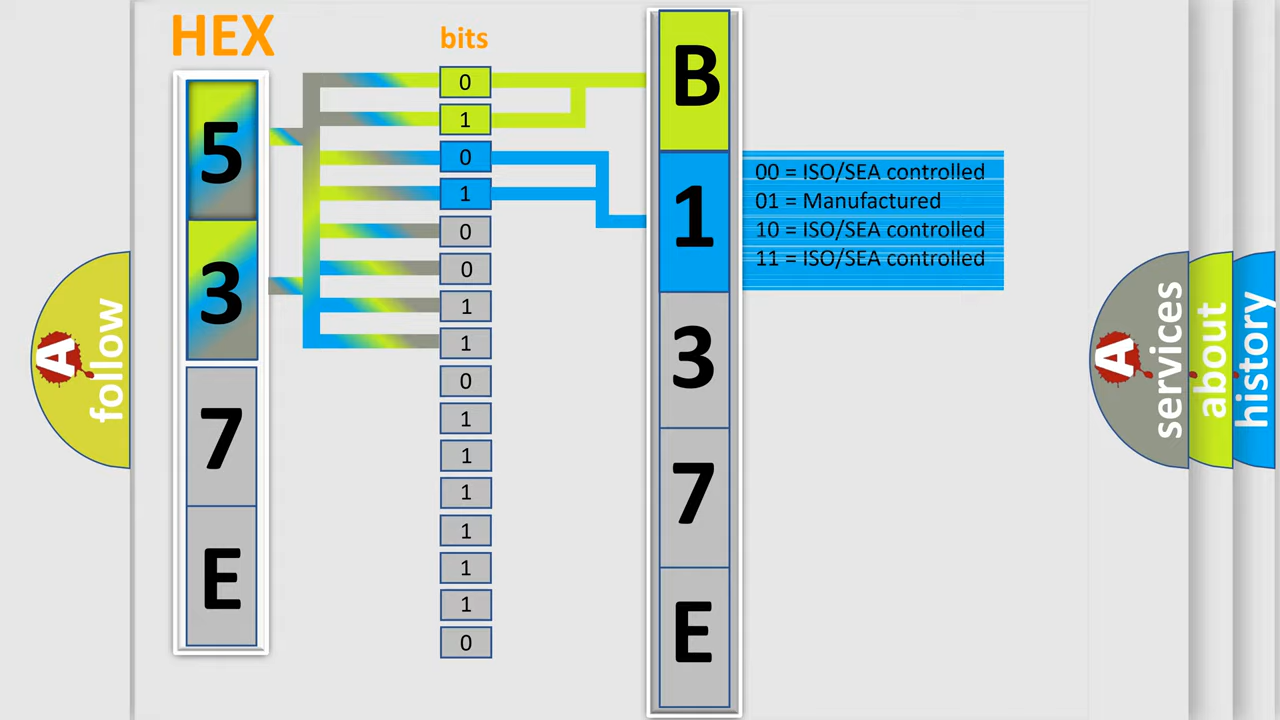 HEX
bits
5
3
7
E
0
1
0
1
0
0
1
1
0
1
1
1
1
1
1
0
B
1
3
7
E
00 = ISO/SEA controlled
01 = Manufactured
10 = ISO/SEA controlled
11 = ISO/SEA controlled
A
follow
A
services
about
history